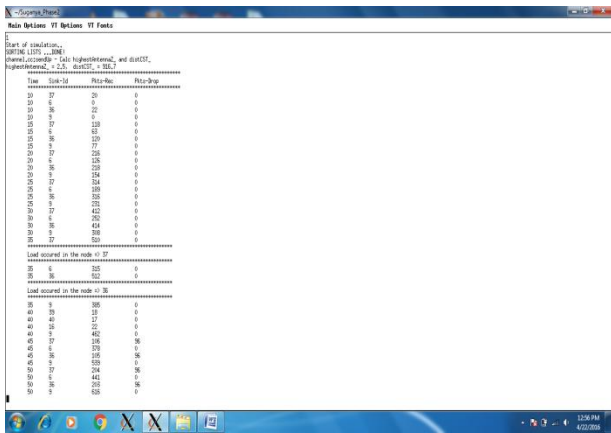 ~/Suganya_Phase2
Main Options VT Options VT Fonts
1
Start of simulation..
SORTING LISTS ...DONE!
channel.cc:sendUp - Calc highestAntennaZ_ and distCST_
highestAntennaZ_ = 2.5, distCST_ = 916.7
************************************************
Time Sink-Id Pkts-Rec Pkts-Drop
************************************************
10 37 20 0
10 6 0 0
10 36 22 0
10 9 0 0
15 37 118 0
15 6 63 0
15 36 120 0
15 9 77 0
20 37 216 0
20 6 126 0
20 36 218 0
20 9 154 0
25 37 314 0
25 6 189 0
25 36 316 0
25 9 231 0
30 37 412 0
30 6 252 0
30 36 414 0
30 9 308 0
35 37 510 0
************************************************
Load occured in the node => 37
************************************************
35 6 315 0
35 36 512 0
************************************************
Load occured in the node => 36
************************************************
35 9 385 0
40 39 18 0
40 40 17 0
40 16 22 0
40 9 462 0
45 37 106 96
45 6 378 0
45 36 105 96
45 9 539 0
50 37 204 96
50 6 441 0
50 36 203 96
50 9 616 0
12:56 PM
4/22/2016